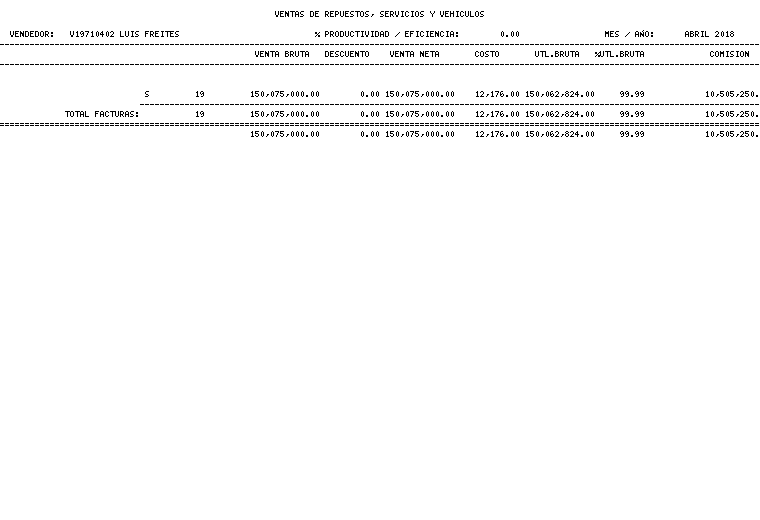 VENTAS DE REPUESTOS, SERVICIOS Y VEHICULOS
VENDEDOR: V19710402 LUIS FREITES % PRODUCTIVIDAD / EFICIENCIA: 0.00 MES / AÑO: ABRIL 2018
VENTA BRUTA DESCUENTO VENTA NETA COSTO UTL.BRUTA %UTL.BRUTA COMISION
S 19 150,075,000.00 0.00 150,075,000.00 12,176.00 150,062,824.00 99.99 10,505,250.
TOTAL FACTURAS: 19 150,075,000.00 0.00 150,075,000.00 12,176.00 150,062,824.00 99.99 10,505,250.
150,075,000.00 0.00 150,075,000.00 12,176.00 150,062,824.00 99.99 10,505,250.